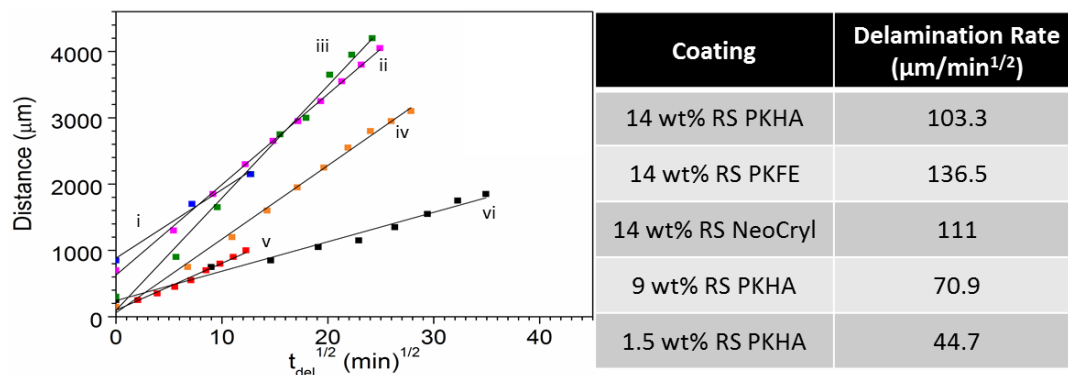 4000
3000
2000
1000
0
Distance (μm)
iii
ii
iv
i
v
vi
0 10 20 30 40
t_del^1/2 (min)^1/2
Coating Delamination Rate (μm/min^1/2)
14 wt% RS PKHA 103.3
14 wt% RS PKFE 136.5
14 wt% RS NeoCryl 111
9 wt% RS PKHA 70.9
1.5 wt% RS PKHA 44.7